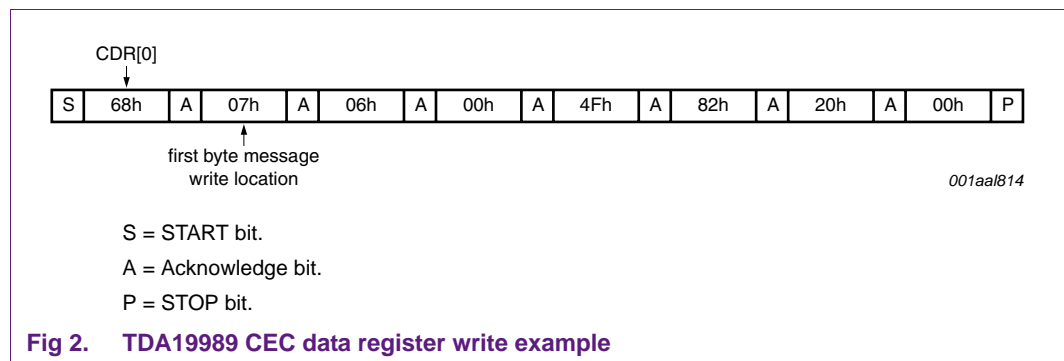 CDR[0]
S 68h A 07h A 06h A 00h A 4Fh A 82h A 20h A 00h P
first byte message
write location
001aal814
S = START bit.
A = Acknowledge bit.
P = STOP bit.
Fig 2. TDA19989 CEC data register write example